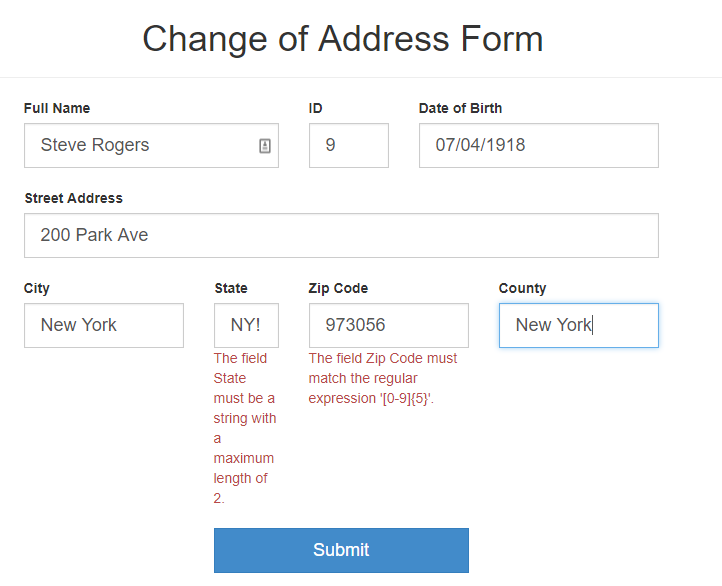 Change of Address Form
Full Name
ID
Date of Birth
Steve Rogers
9
07/04/1918
Street Address
200 Park Ave
City
State
Zip Code
County
New York
NY!
973056
New York
The field
State
must be a
string with
a
maximum
length of
2.
The field Zip Code must
match the regular
expression '[0-9]{5}'.
Submit